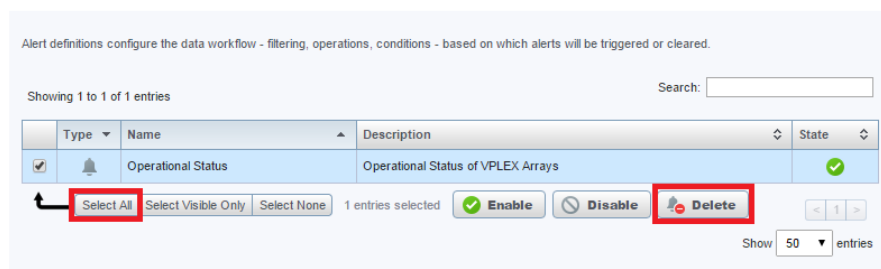 Alert definitions configure the data workflow - filtering, operations, conditions - based on which alerts will be triggered or cleared.
Search:
Showing 1 to 1 of 1 entries
Type Name Description State
Operational Status Operational Status of VPLEX Arrays
Select All Select Visible Only Select None 1 entries selected Enable Disable Delete < 1 >
Show 50 entries